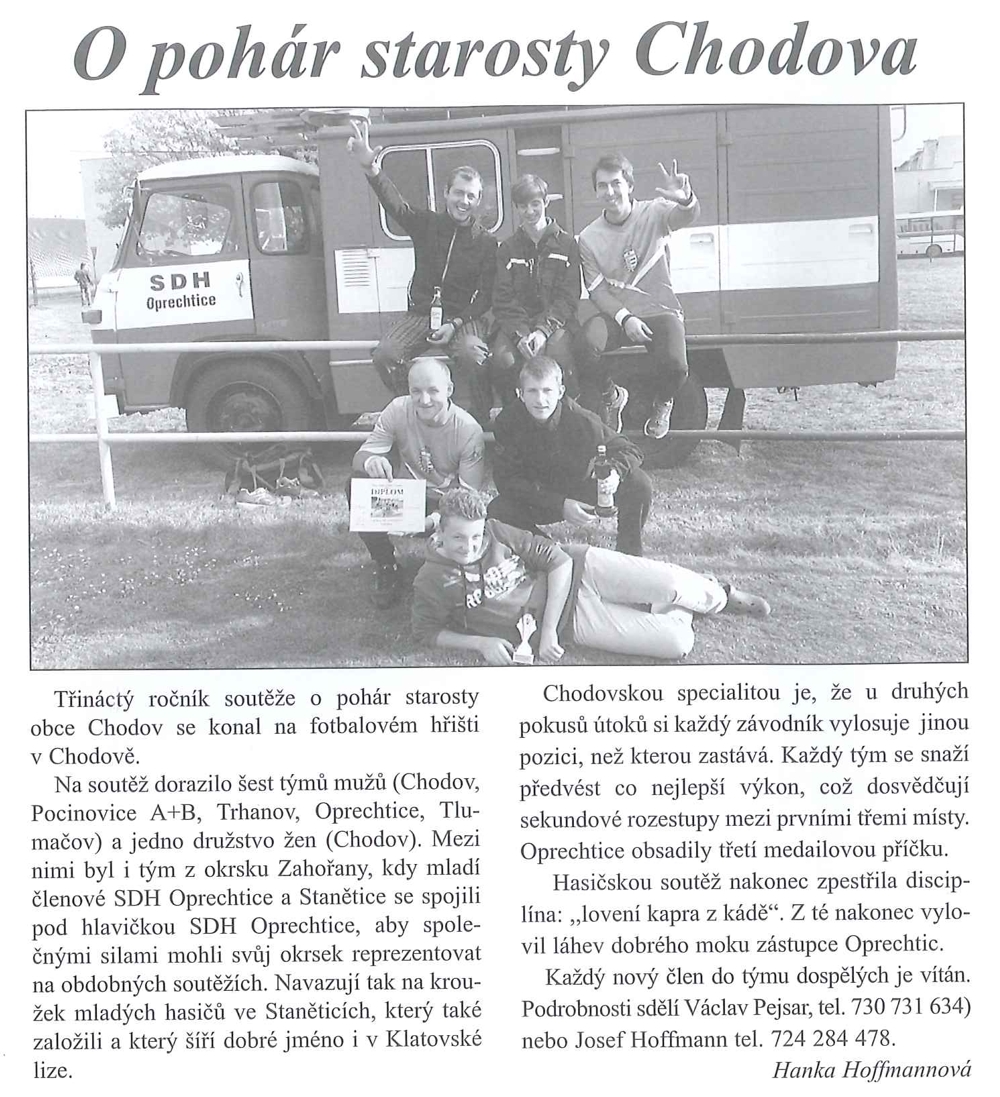 O pohár starosty Chodova
SDH
Oprechtice
DIPLOM
Třináctý ročník soutěže o pohár starosty
obce Chodov se konal na fotbalovém hřišti
v Chodově.
Na soutěž dorazilo šest týmů mužů (Chodov,
Pocinovice A+B, Trhanov, Oprechtice, Tlu-
mačov) a jedno družstvo žen (Chodov). Mezi
nimi byl i tým z okrsku Zahořany, kdy mladí
členové SDH Oprechtice a Stanětice se spojili
pod hlavičkou SDH Oprechtice, aby spole-
čnými silami mohli svůj okrsek reprezentovat
na obdobných soutěžích. Navazují tak na krou-
žek mladých hasičů ve Staněticích, který také
založili a který šíří dobré jméno i v Klatovské
lize.
Chodovskou specialitou je, že u druhých
pokusů útoků si každý závodník vylosuje jinou
pozici, než kterou zastává. Každý tým se snaží
předvést co nejlepší výkon, což dosvědčují
sekundové rozestupy mezi prvními třemi místy.
Oprechtice obsadily třetí medailovou příčku.
Hasičskou soutěž nakonec zpestřila discip-
lína: „lovení kapra z kádě“. Z té nakonec vylo-
vil láhev dobrého moku zástupce Oprechtic.
Každý nový člen do týmu dospělých je vítán.
Podrobnosti sdělí Václav Pejsar, tel. 730 731 634)
nebo Josef Hoffmann tel. 724 284 478.
Hanka Hoffmannová